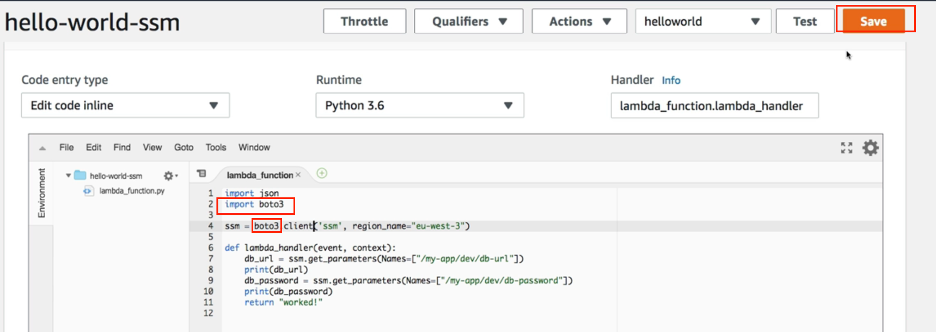 hello-world-ssm
Throttle
Qualifiers
Actions
helloworld
Test
Save
Code entry type
Runtime
Handler Info
Edit code inline
Python 3.6
lambda_function.lambda_handler
File Edit Find View Goto Tools Window
Environment
hello-world-ssm
lambda_function.py
lambda_function
1 import json
2 import boto3
3
4 ssm = boto3.client('ssm', region_name="eu-west-3")
5
6 def lambda_handler(event, context):
7 db_url = ssm.get_parameters(Names=["/my-app/dev/db-url"])
8 print(db_url)
9 db_password = ssm.get_parameters(Names=["/my-app/dev/db-password"])
10 print(db_password)
11 return "worked!"
12